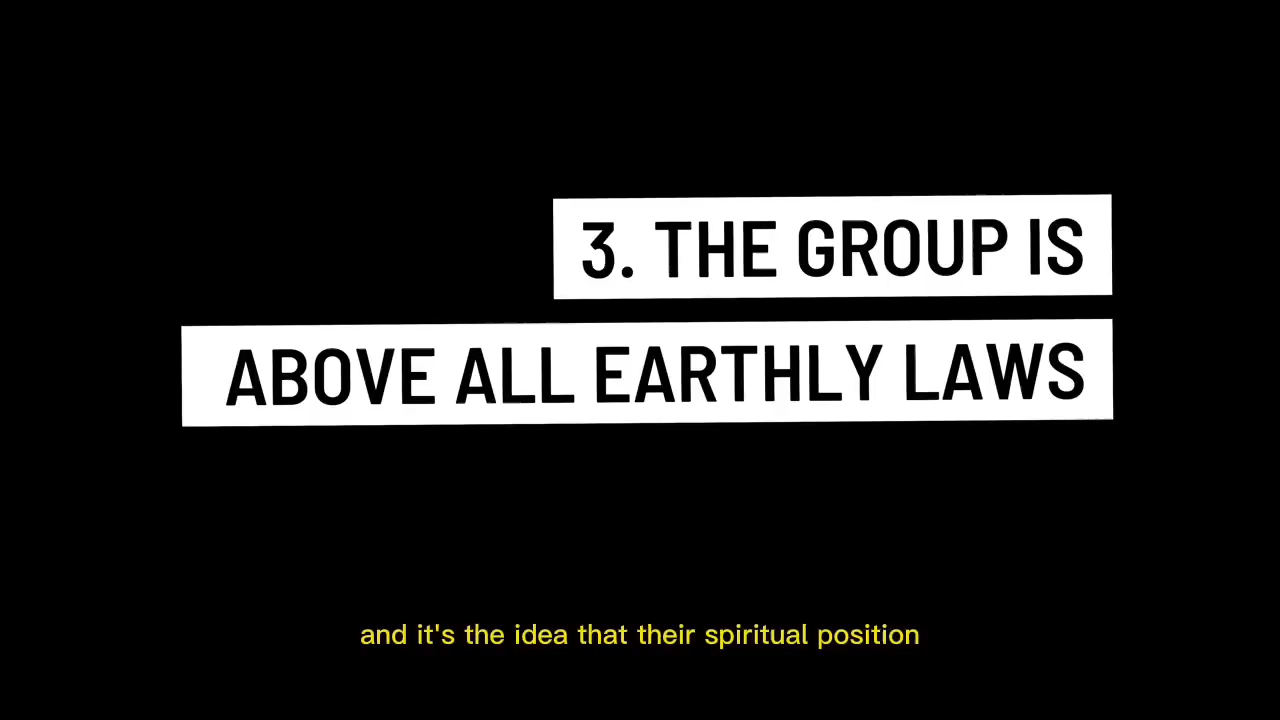 3. THE GROUP IS
ABOVE ALL EARTHLY LAWS
and it's the idea that their spiritual position